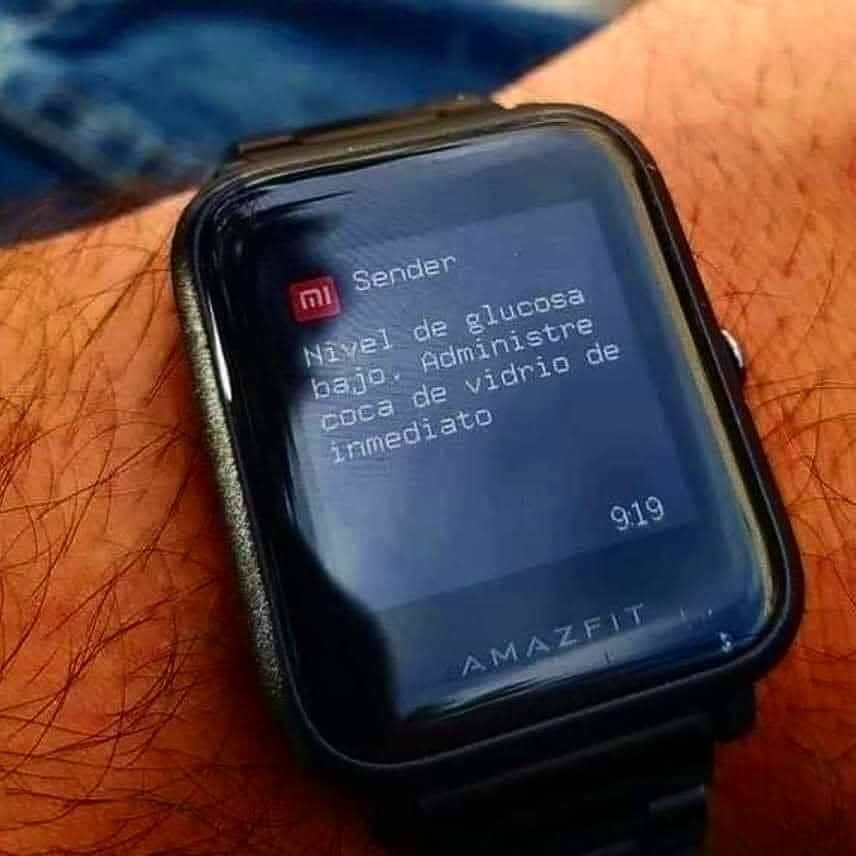 mi Sender
Nivel de glucosa
bajo. Administre
coca de vidrio de
inmediato
9:19
AMAZFIT